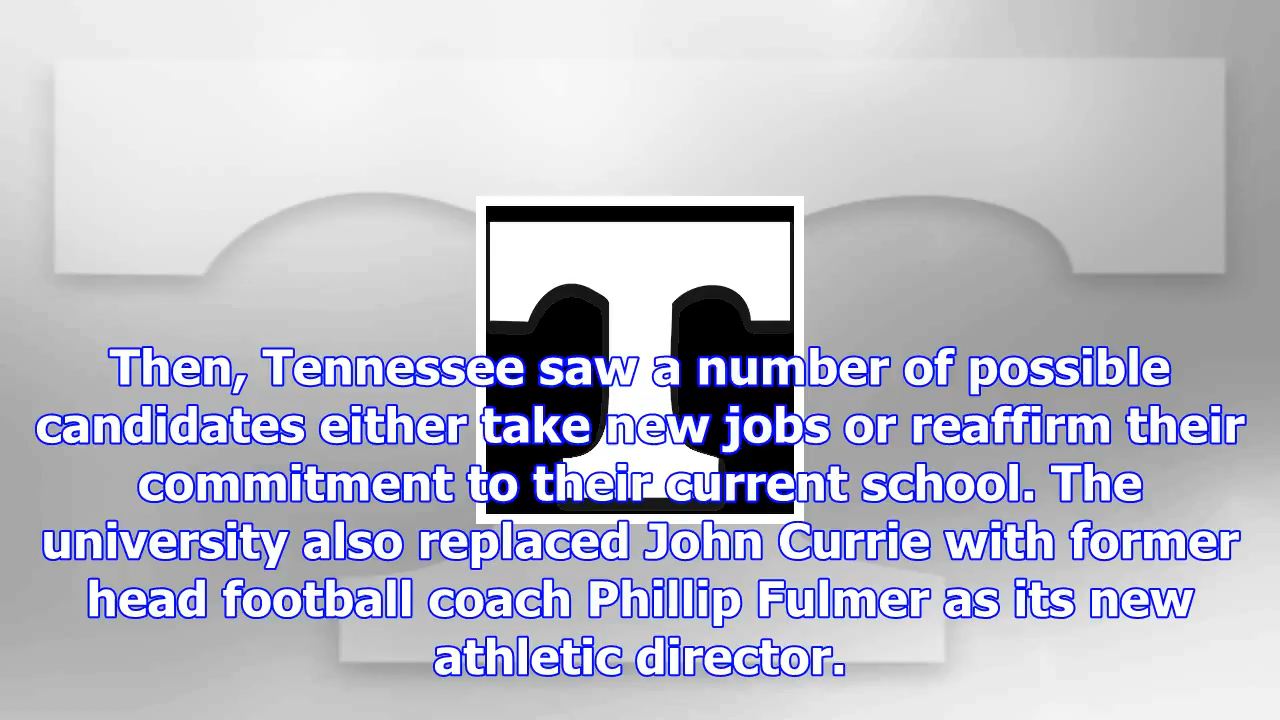 Then, Tennessee saw a number of possible
candidates either take new jobs or reaffirm their
commitment to their current school. The
university also replaced John Currie with former
head football coach Phillip Fulmer as its new
athletic director.